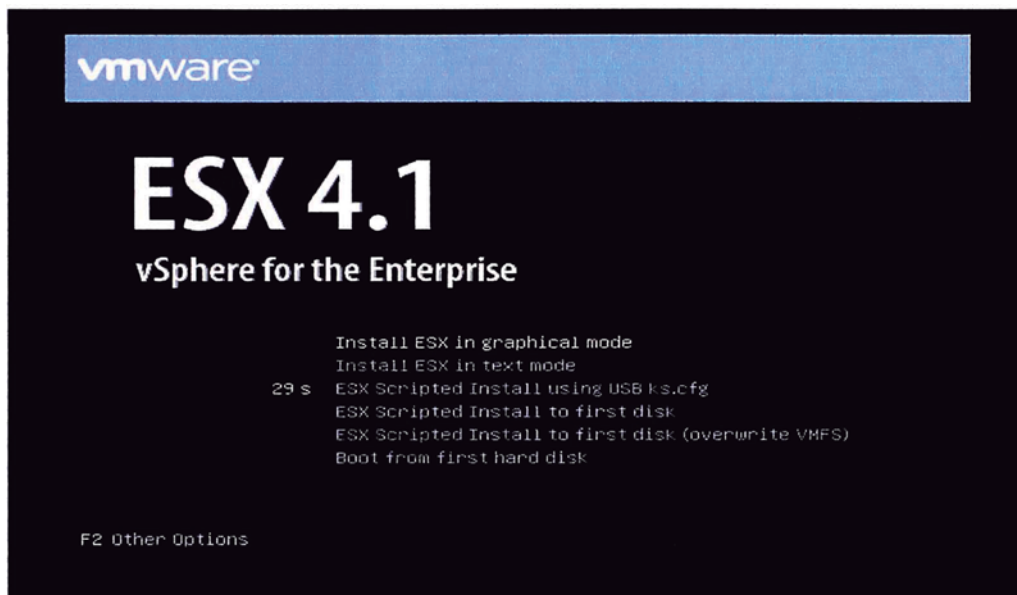 vmware®
ESX 4.1
vSphere for the Enterprise
Install ESX in graphical mode
Install ESX in text mode
29 s ESX Scripted Install using USB ks.cfg
ESX Scripted Install to first disk
ESX Scripted Install to first disk (overwrite VMFS)
Boot from first hard disk
F2 Other Options